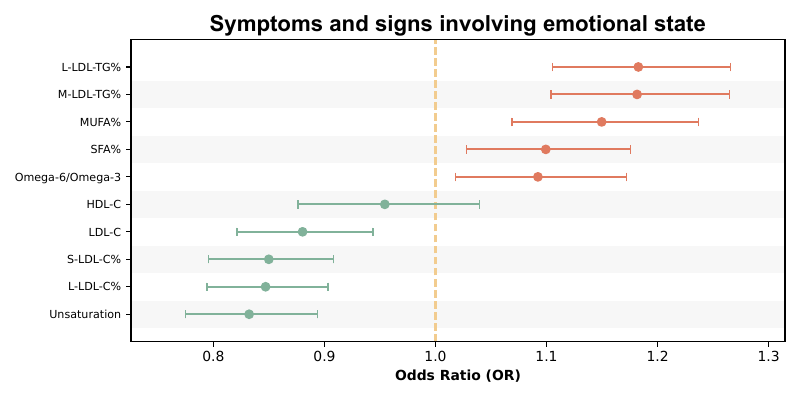 Symptoms and signs involving emotional state
L-LDL-TG%
M-LDL-TG%
MUFA%
SFA%
Omega-6/Omega-3
HDL-C
LDL-C
S-LDL-C%
L-LDL-C%
Unsaturation
0.8 0.9 1.0 1.1 1.2 1.3
Odds Ratio (OR)